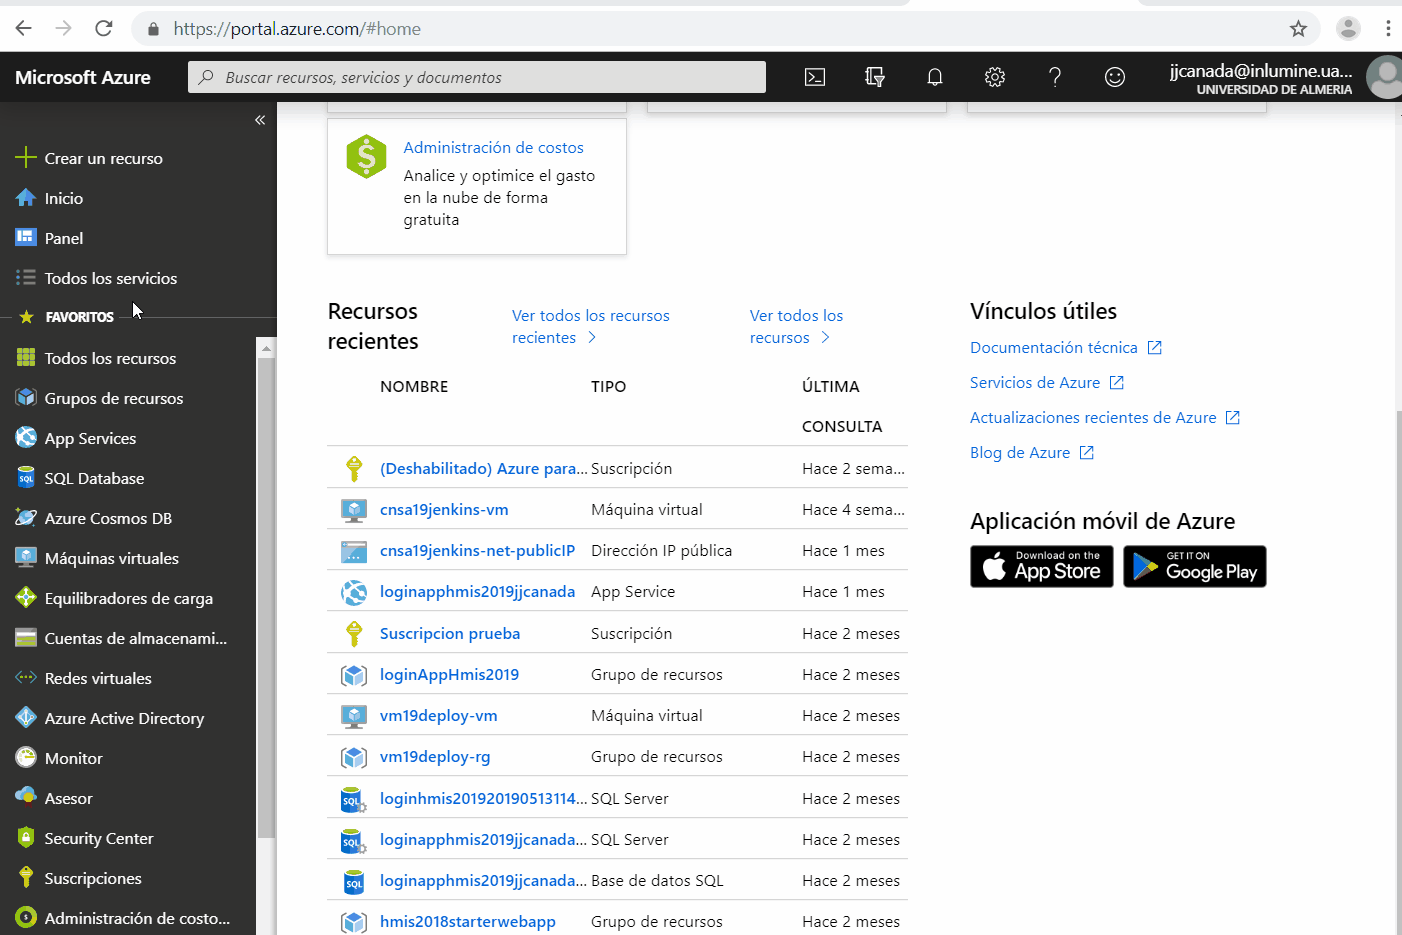 https://portal.azure.com/#home
Microsoft Azure
Buscar recursos, servicios y documentos
jjcanada@inlumine.ua...
UNIVERSIDAD DE ALMERIA
Crear un recurso
Inicio
Panel
Todos los servicios
FAVORITOS
Todos los recursos
Grupos de recursos
App Services
SQL Database
Azure Cosmos DB
Máquinas virtuales
Equilibradores de carga
Cuentas de almacenami...
Redes virtuales
Azure Active Directory
Monitor
Asesor
Security Center
Suscripciones
Administración de costo...
Administración de costos
Analice y optimice el gasto
en la nube de forma
gratuita
Recursos
recientes
Ver todos los recursos
recientes
Ver todos los
recursos
NOMBRE TIPO ÚLTIMA
CONSULTA
(Deshabilitado) Azure para... Suscripción Hace 2 sema...
cnsa19jenkins-vm Máquina virtual Hace 4 sema...
cnsa19jenkins-net-publicIP Dirección IP pública Hace 1 mes
loginapphmis2019jjcanada App Service Hace 1 mes
Suscripcion prueba Suscripción Hace 2 meses
loginAppHmis2019 Grupo de recursos Hace 2 meses
vm19deploy-vm Máquina virtual Hace 2 meses
vm19deploy-rg Grupo de recursos Hace 2 meses
loginhmis201920190513114... SQL Server Hace 2 meses
loginapphmis2019jjcanada... SQL Server Hace 2 meses
loginapphmis2019jjcanada... Base de datos SQL Hace 2 meses
hmis2018starterwebapp Grupo de recursos Hace 2 meses
Vínculos útiles
Documentación técnica
Servicios de Azure
Actualizaciones recientes de Azure
Blog de Azure
Aplicación móvil de Azure
Download on the
App Store
GET IT ON
Google Play